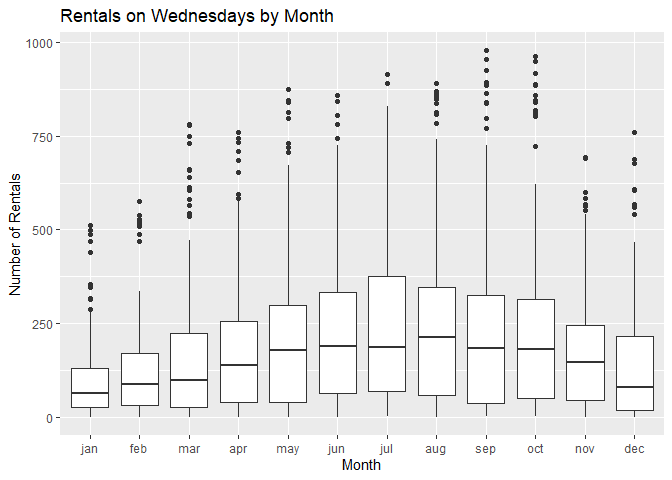 Rentals on Wednesdays by Month
1000
750
500
250
0
Number of Rentals
jan feb mar apr may jun jul aug sep oct nov dec
Month